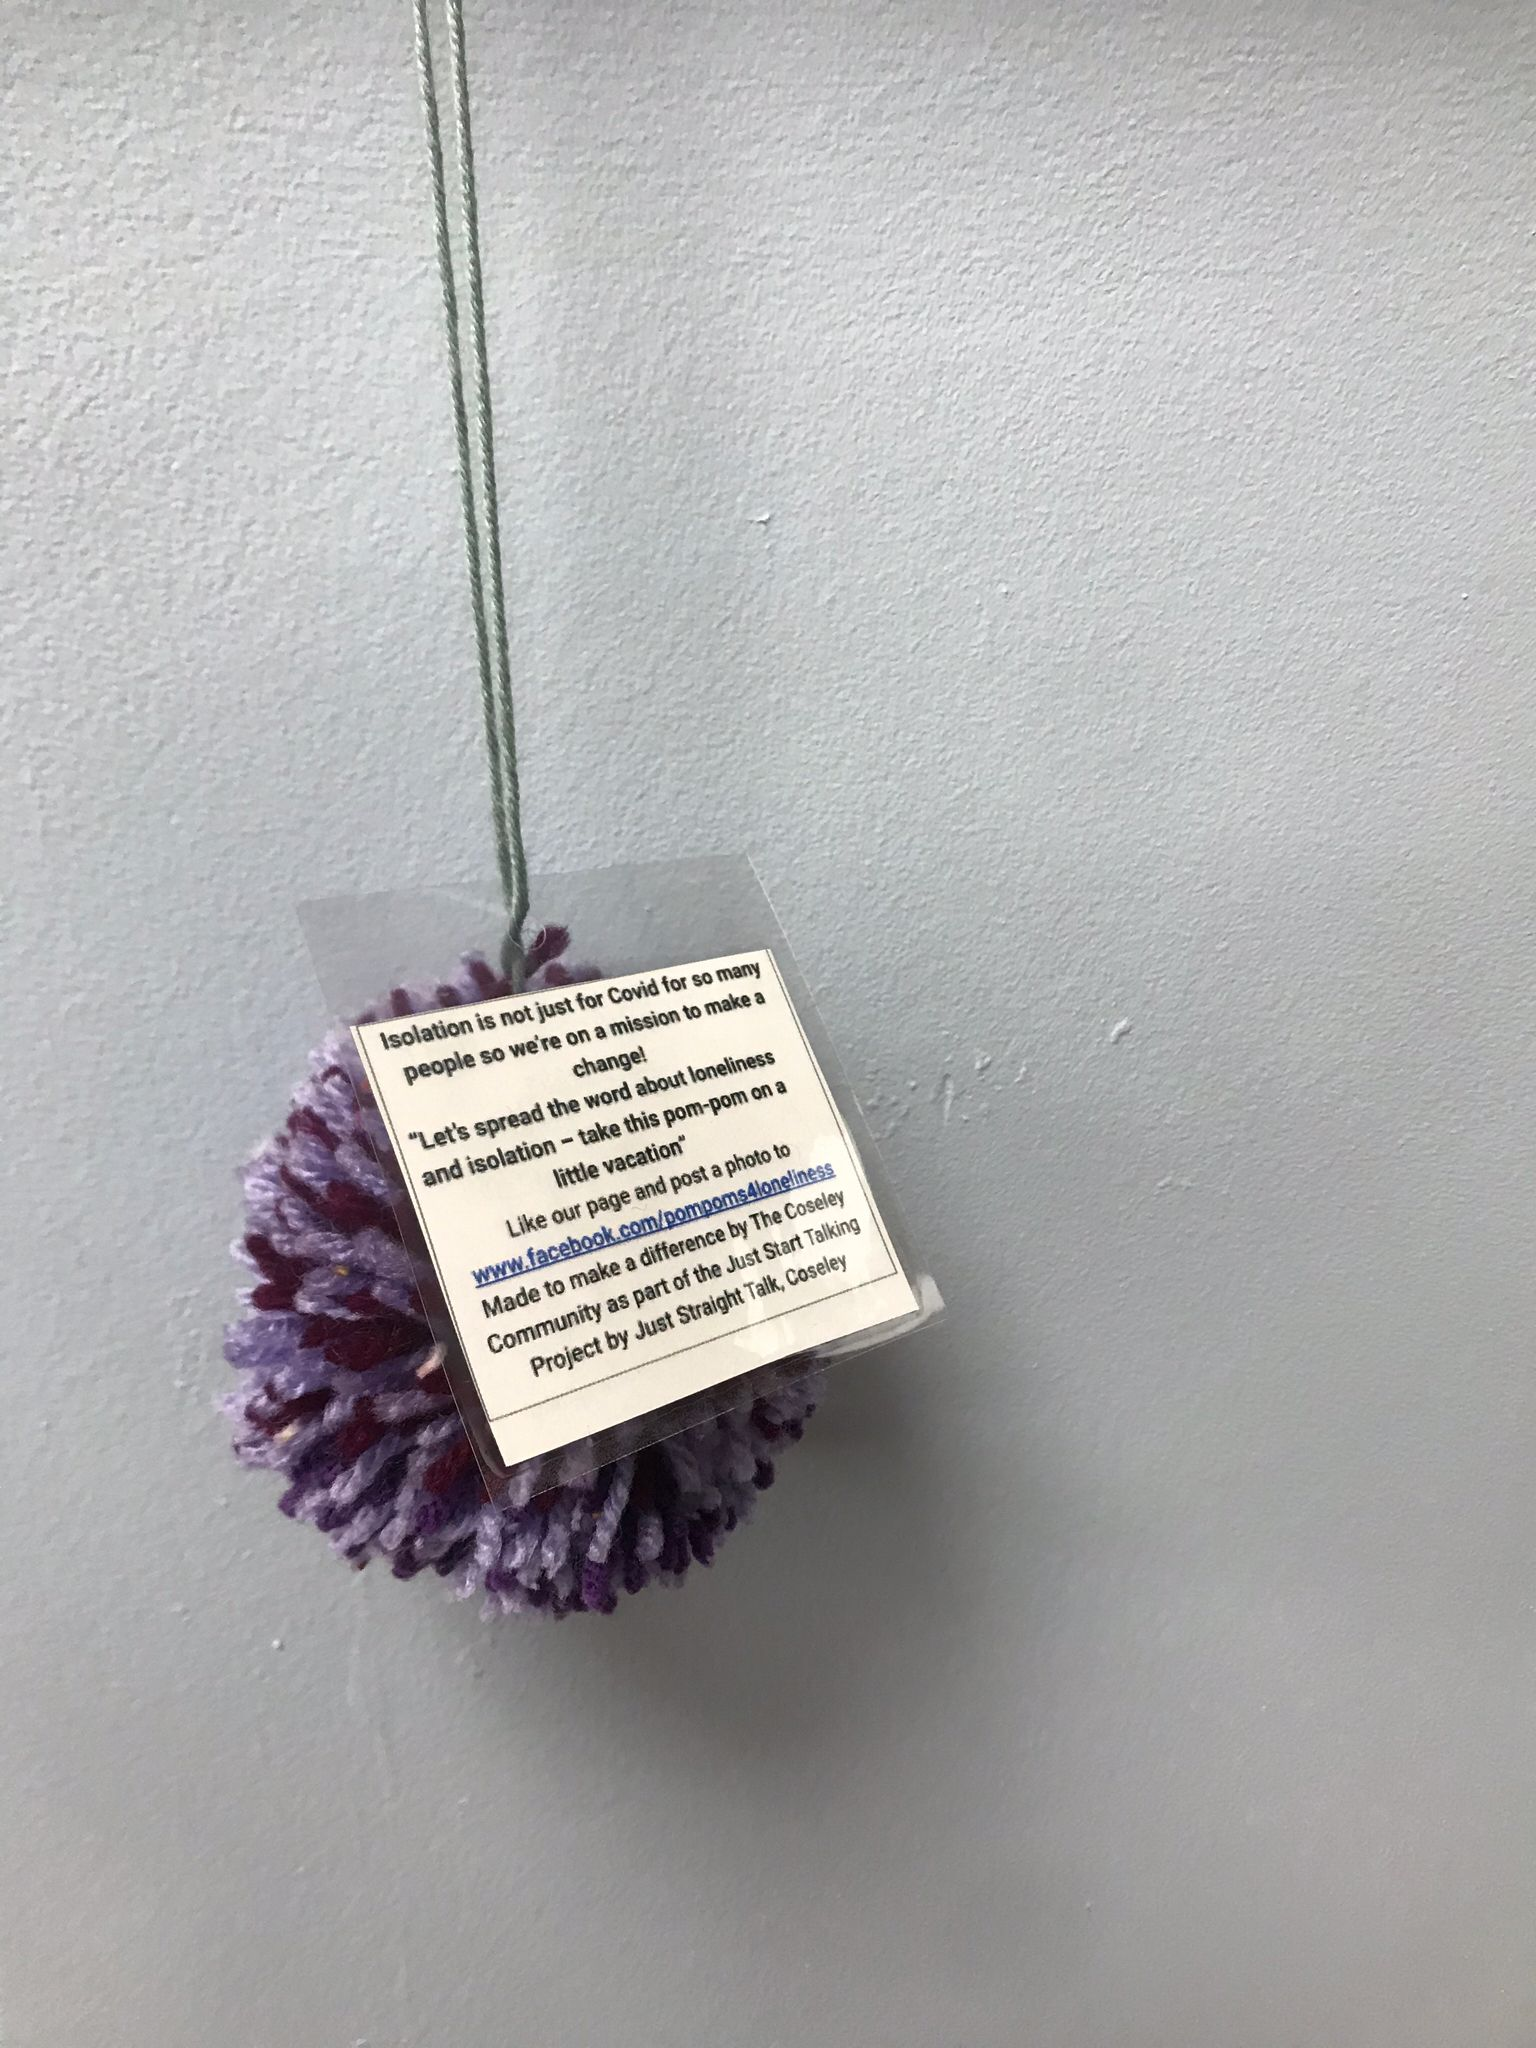 Isolation is not just for Covid for so many
people so we're on a mission to make a
change!
"Let's spread the word about loneliness
and isolation – take this pom-pom on a
little vacation"
Like our page and post a photo to
www.facebook.com/pompoms4loneliness
Made to make a difference by The Coseley
Community as part of the Just Start Talking
Project by Just Straight Talk, Coseley